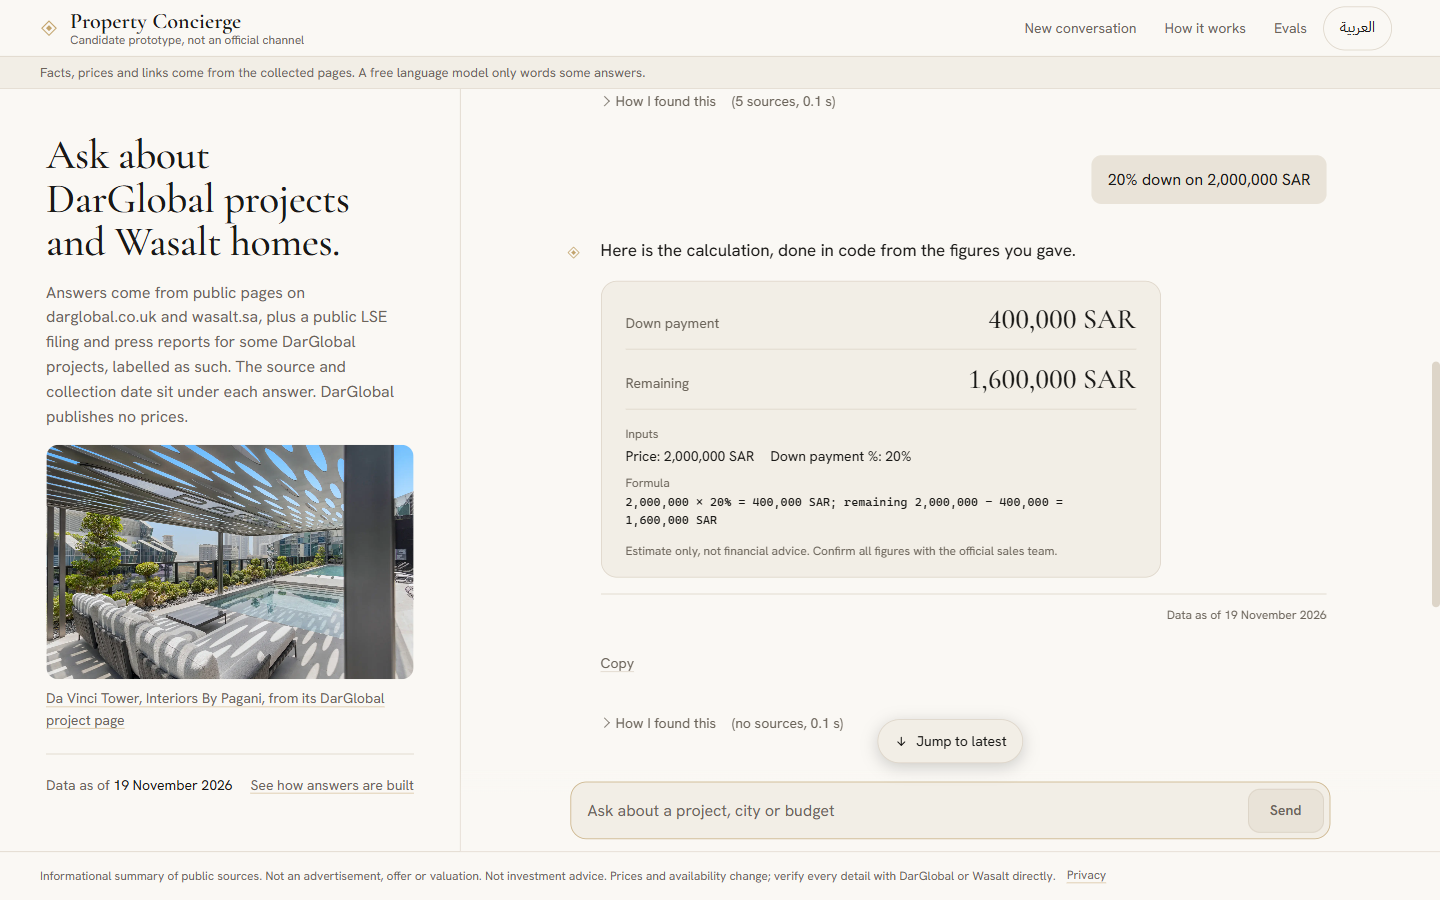 Property Concierge
Candidate prototype, not an official channel
New conversation
How it works
Evals
العربية
Facts, prices and links come from the collected pages. A free language model only words some answers.
Ask about
DarGlobal projects
and Wasalt homes.
Answers come from public pages on
darglobal.co.uk and wasalt.sa, plus a public LSE
filing and press reports for some DarGlobal
projects, labelled as such. The source and
collection date sit under each answer. DarGlobal
publishes no prices.
Da Vinci Tower, Interiors By Pagani, from its DarGlobal
project page
Data as of 19 November 2026
See how answers are built
How I found this (5 sources, 0.1 s)
20% down on 2,000,000 SAR
Here is the calculation, done in code from the figures you gave.
Down payment 400,000 SAR
Remaining 1,600,000 SAR
Inputs
Price: 2,000,000 SAR Down payment %: 20%
Formula
2,000,000 × 20% = 400,000 SAR; remaining 2,000,000 − 400,000 =
1,600,000 SAR
Estimate only, not financial advice. Confirm all figures with the official sales team.
Data as of 19 November 2026
Copy
How I found this (no sources, 0.1 s)
↓ Jump to latest
Ask about a project, city or budget
Send
Informational summary of public sources. Not an advertisement, offer or valuation. Not investment advice. Prices and availability change; verify every detail with DarGlobal or Wasalt directly. Privacy